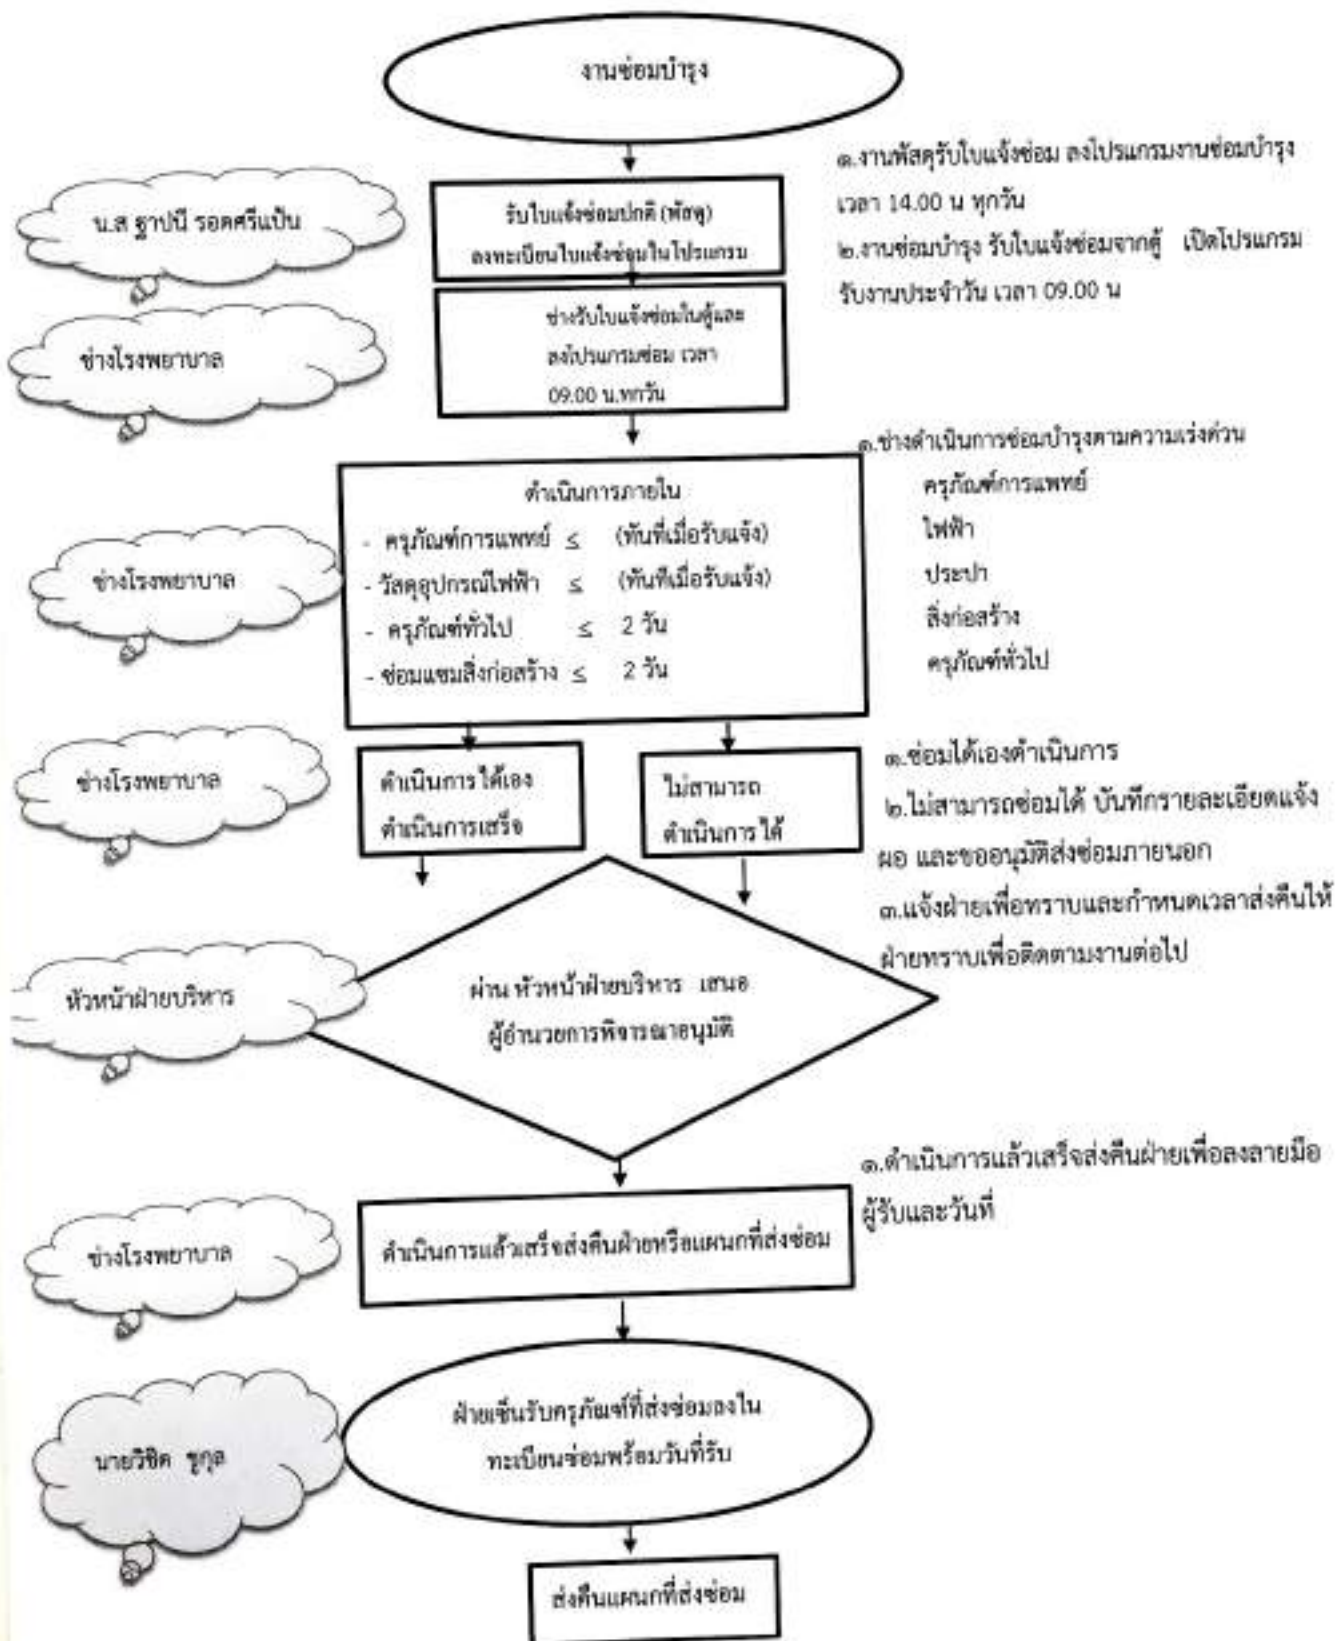 งานซ่อมบำรุง
๑.งานพัสดุรับใบแจ้งซ่อม ลงโปรแกรมงานซ่อมบำรุง
เวลา 14.00 น ทุกวัน
๒.งานซ่อมบำรุง รับใบแจ้งซ่อมจากตู้ เปิดโปรแกรม
รับงานประจำวัน เวลา 09.00 น
น.ส ฐาปนี รอดศรีแป้น
รับใบแจ้งซ่อมปกติ (พัสดุ)
ลงทะเบียนใบแจ้งซ่อมในโปรแกรม
ช่างโรงพยาบาล
ช่างรับใบแจ้งซ่อมในตู้และ
ลงโปรแกรมซ่อม เวลา
09.00 น.ทุกวัน
๑.ช่างดำเนินการซ่อมบำรุงตามความเร่งด่วน
ครุภัณฑ์การแพทย์
ไฟฟ้า
ประปา
สิ่งก่อสร้าง
ครุภัณฑ์ทั่วไป
ช่างโรงพยาบาล
ดำเนินการภายใน
- ครุภัณฑ์การแพทย์ ≤ (ทันที่เมื่อรับแจ้ง)
- วัสดุอุปกรณ์ไฟฟ้า ≤ (ทันทีเมื่อรับแจ้ง)
- ครุภัณฑ์ทั่วไป ≤ 2 วัน
- ซ่อมแซมสิ่งก่อสร้าง ≤ 2 วัน
ช่างโรงพยาบาล
ดำเนินการได้เอง
ดำเนินการเสร็จ
ไม่สามารถ
ดำเนินการได้
๑.ซ่อมได้เองดำเนินการ
๒.ไม่สามารถซ่อมได้ บันทึกรายละเอียดแจ้ง
ผอ และขออนุมัติส่งซ่อมภายนอก
๓.แจ้งฝ่ายเพื่อทราบและกำหนดเวลาส่งคืนให้
ฝ่ายทราบเพื่อติดตามงานต่อไป
หัวหน้าฝ่ายบริหาร
ผ่าน หัวหน้าฝ่ายบริหาร เสนอ
ผู้อำนวยการพิจารณาอนุมัติ
๑.ดำเนินการแล้วเสร็จส่งคืนฝ่ายเพื่อลงลายมือ
ผู้รับและวันที่
ช่างโรงพยาบาล
ดำเนินการแล้วเสร็จส่งคืนฝ่ายหรือแผนกที่ส่งซ่อม
นายวิชิต ชูกุล
ฝ่ายเซ็นรับครุภัณฑ์ที่ส่งซ่อมลงใน
ทะเบียนซ่อมพร้อมวันที่รับ
ส่งคืนแผนกที่ส่งซ่อม